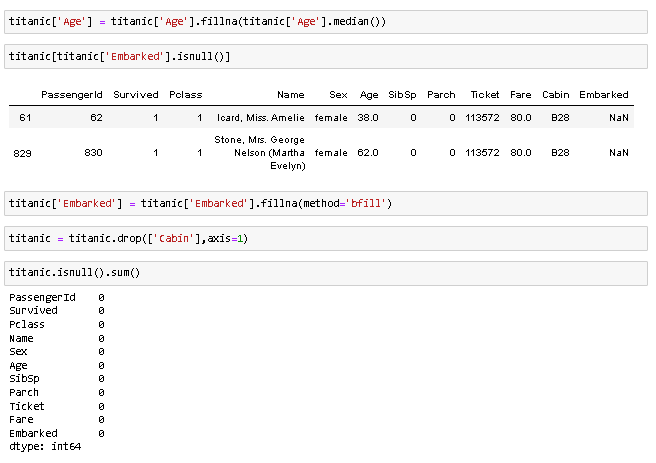 titanic['Age'] = titanic['Age'].fillna(titanic['Age'].median())
titanic[titanic['Embarked'].isnull()]
PassengerId Survived Pclass Name Sex Age SibSp Parch Ticket Fare Cabin Embarked
61 62 1 1 Icard, Miss. Amelie female 38.0 0 0 113572 80.0 B28 NaN
Stone, Mrs. George
829 830 1 1 Nelson (Martha female 62.0 0 0 113572 80.0 B28 NaN
Evelyn)
titanic['Embarked'] = titanic['Embarked'].fillna(method='bfill')
titanic = titanic.drop(['Cabin'],axis=1)
titanic.isnull().sum()
PassengerId 0
Survived 0
Pclass 0
Name 0
Sex 0
Age 0
SibSp 0
Parch 0
Ticket 0
Fare 0
Embarked 0
dtype: int64